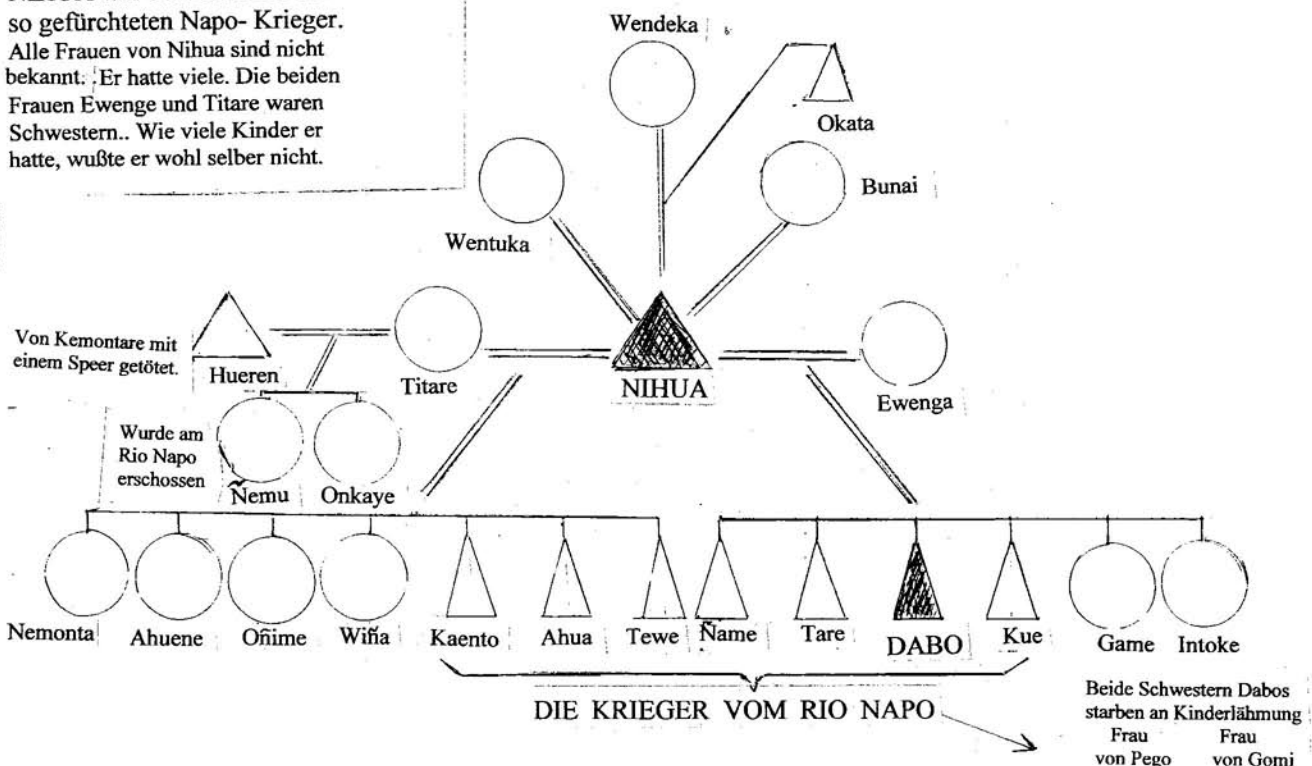 so gefürchteten Napo- Krieger.
Alle Frauen von Nihua sind nicht
bekannt. Er hatte viele. Die beiden
Frauen Ewenge und Titare waren
Schwestern.. Wie viele Kinder er
hatte, wußte er wohl selber nicht.
Wendeka
Okata
Bunai
Wentuka
Von Kemontare mit
einem Speer getötet.
Hueren
Titare
NIHUA
Ewenga
Wurde am
Rio Napo
erschossen
Ñemu
Onkaye
Nemonta
Ahuene
Oñime
Wiña
Kaento
Ahua
Tewe
Ñame
Tare
DABO
Kue
Game
Intoke
DIE KRIEGER VOM RIO NAPO
Beide Schwestern Dabos
starben an Kinderlähmung
Frau Frau
von Pego von Gomi